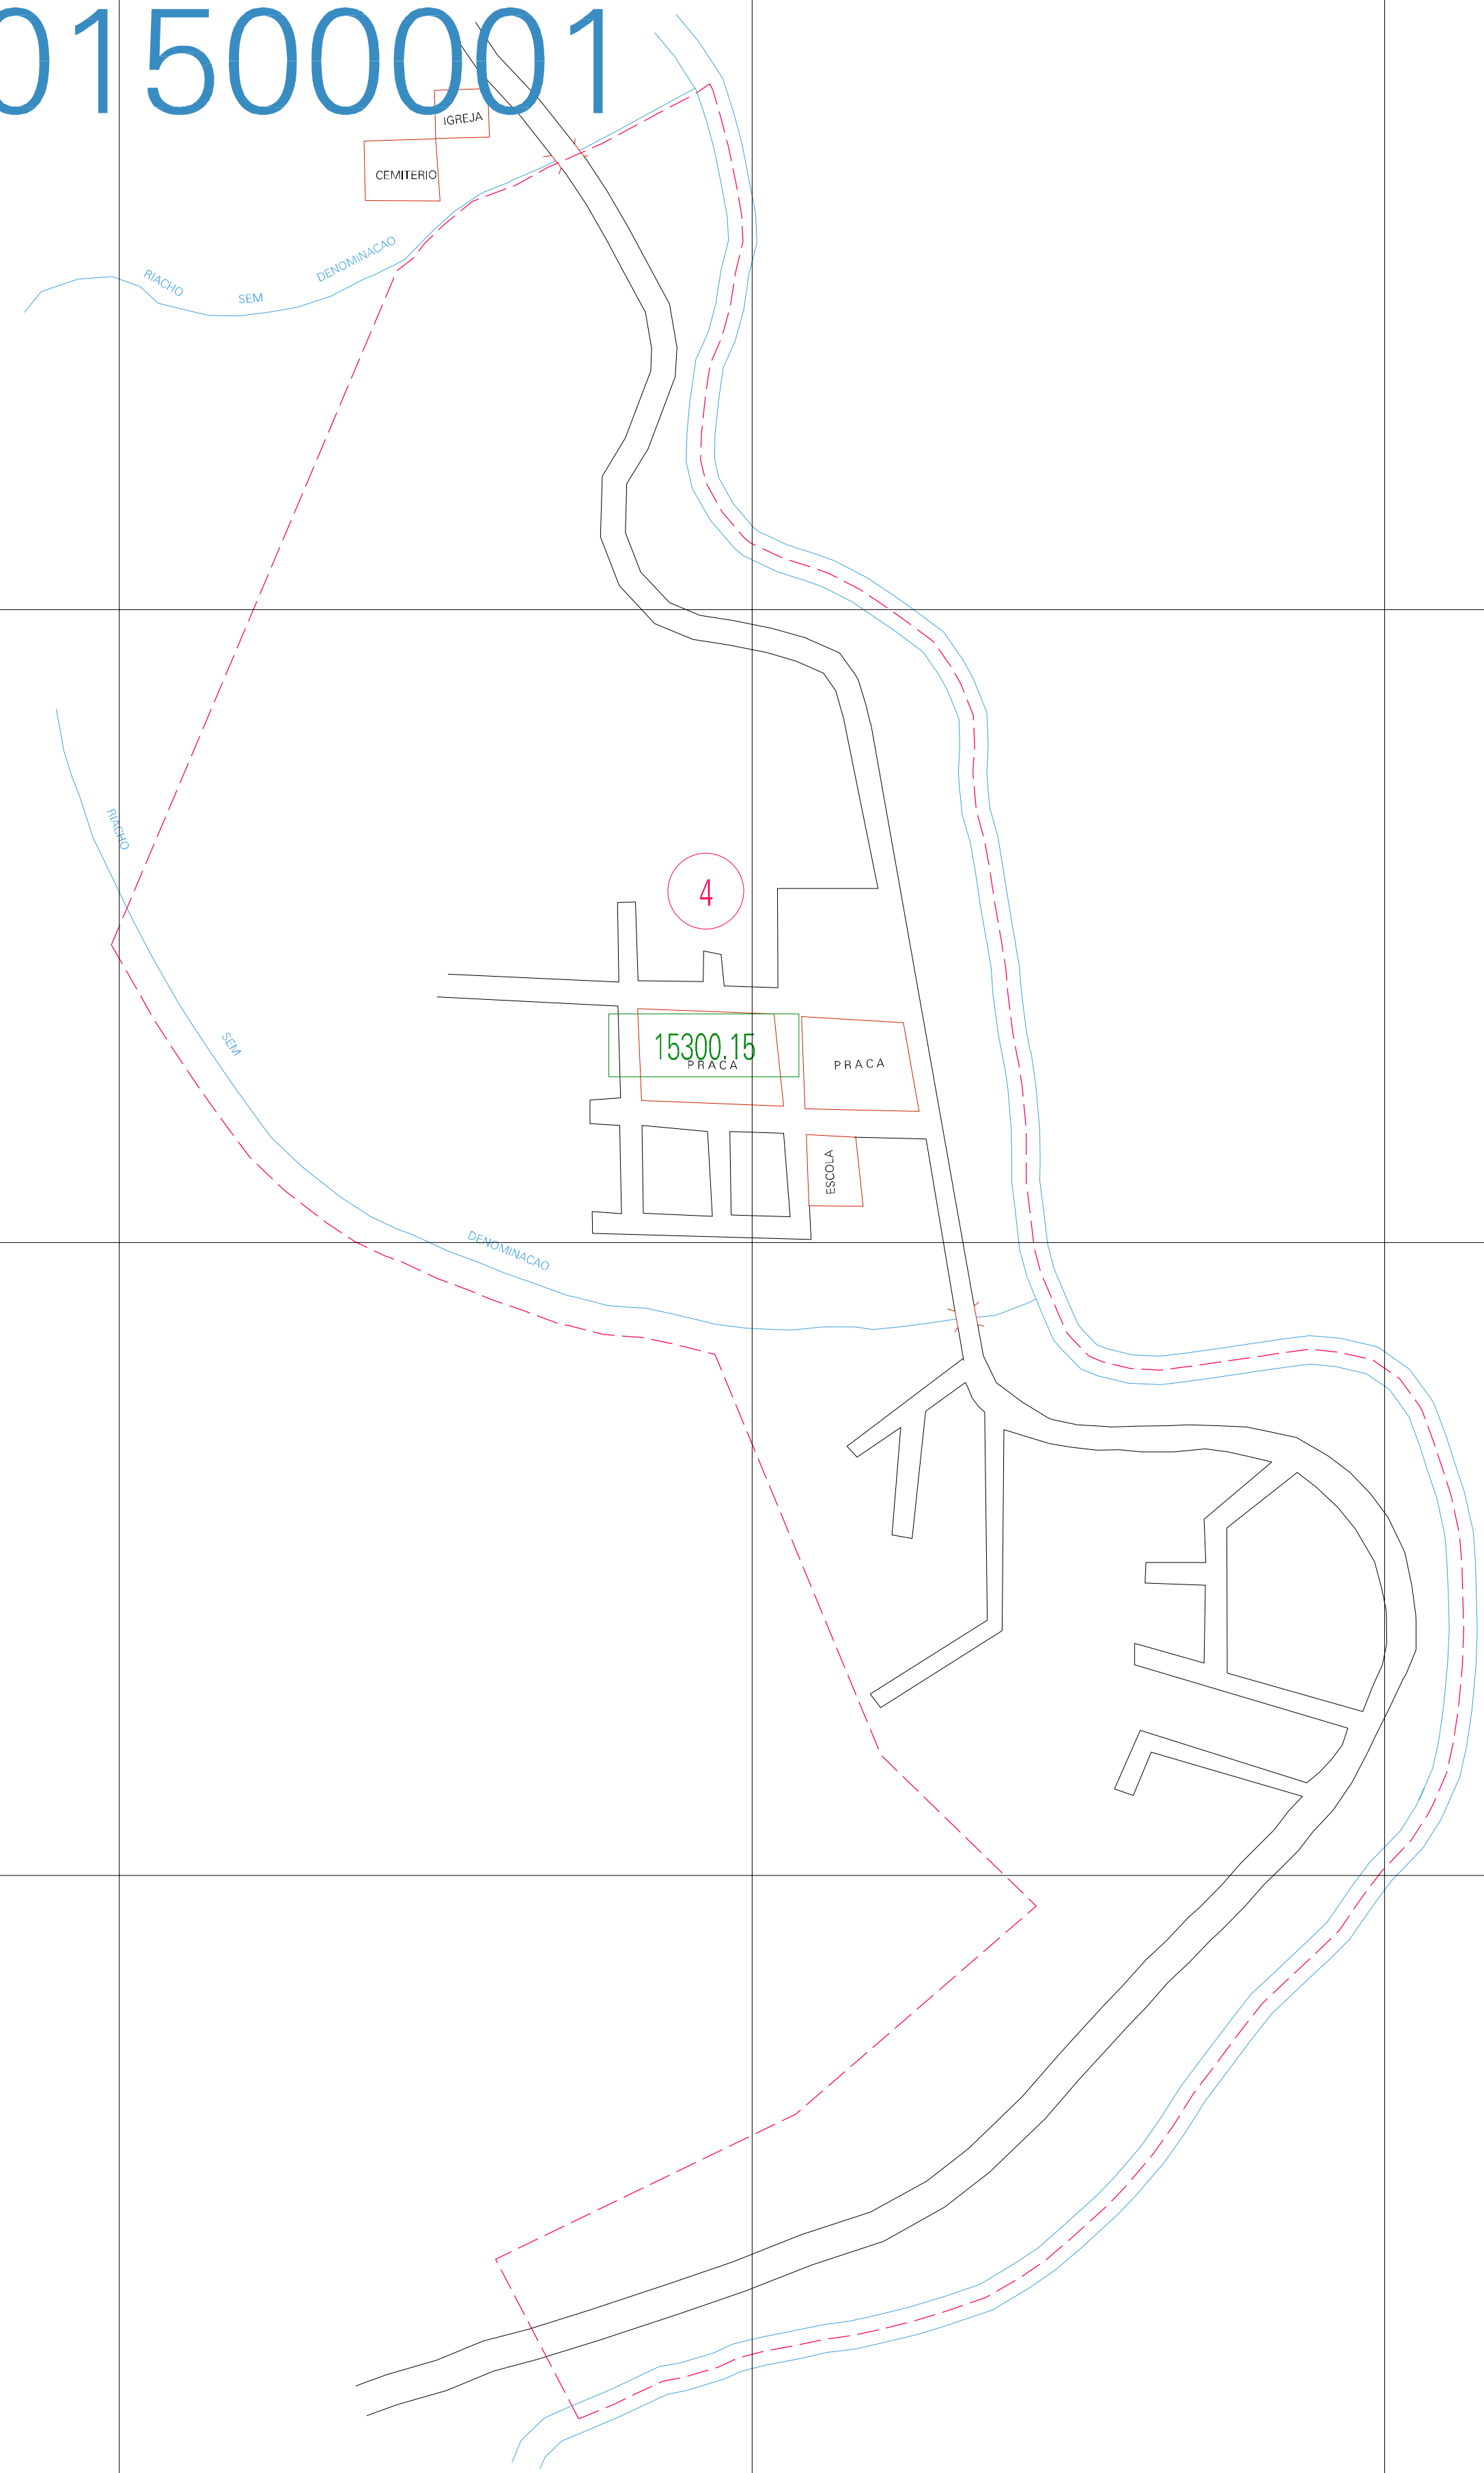 01500001
IGREJA
CEMITERIO
RIACHO
SEM
DENOMINACAO
RIACHO
4
SEM
15300.15
PRACA
PRACA
ESCOLA
DENOMINACAO